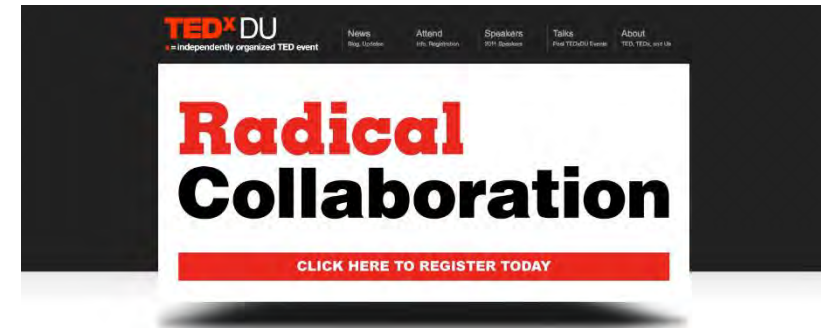 TEDxDU
x = independently organized TED event
News
Blog, Updates
Attend
Info, Registration
Speakers
2011 Speakers
Talks
Past TEDxDU Events
About
TED, TEDx, and Us
Radical
Collaboration
CLICK HERE TO REGISTER TODAY